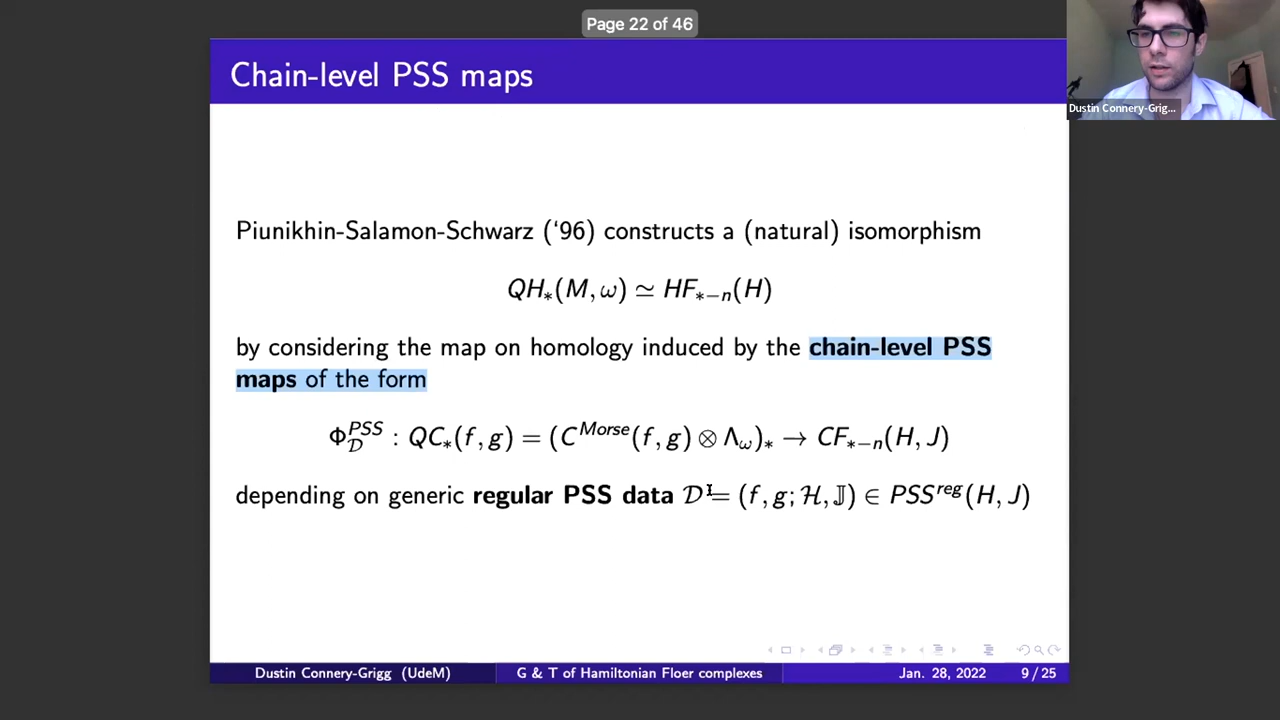 Page 22 of 46
Chain-level PSS maps
Dustin Connery-Grig...
Piunikhin-Salamon-Schwarz (‘96) constructs a (natural) isomorphism
QH∗(M, ω) ≃ HF∗−n(H)
by considering the map on homology induced by the chain-level PSS
maps of the form
Φ_𝒟^PSS : QC∗(f, g) = (C^Morse(f, g) ⊗ Λω)∗ → CF∗−n(H, J)
depending on generic regular PSS data 𝒟 = (f, g; ℋ, 𝕁) ∈ PSS^reg(H, J)
Dustin Connery-Grigg (UdeM) G & T of Hamiltonian Floer complexes Jan. 28, 2022 9 / 25